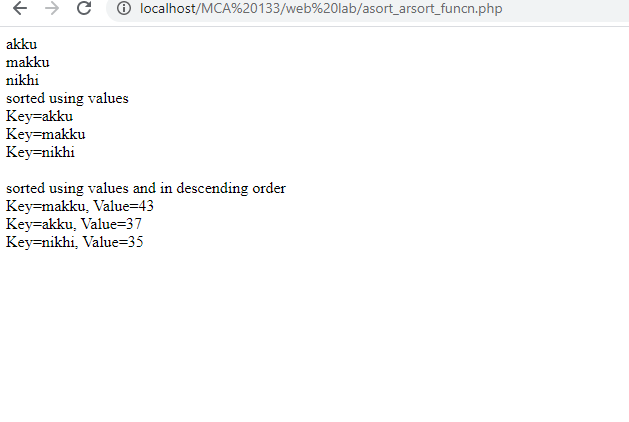 localhost/MCA%20133/web%20lab/asort_arsort_funcn.php
akku
makku
nikhi
sorted using values
Key=akku
Key=makku
Key=nikhi
sorted using values and in descending order
Key=makku, Value=43
Key=akku, Value=37
Key=nikhi, Value=35